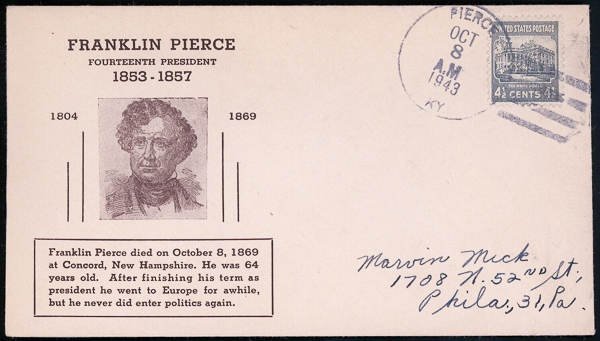 FRANKLIN PIERCE
FOURTEENTH PRESIDENT
1853 - 1857
1804
1869
Franklin Pierce died on October 8, 1869
at Concord, New Hampshire. He was 64
years old. After finishing his term as
president he went to Europe for awhile,
but he never did enter politics again.
PIERCE
OCT
8
A.M
1943
KY
UNITED STATES POSTAGE
THE WHITE HOUSE
4½ CENTS 4½
Marvin Mick
1708 N. 52ND St,
Phila., 31, Pa.